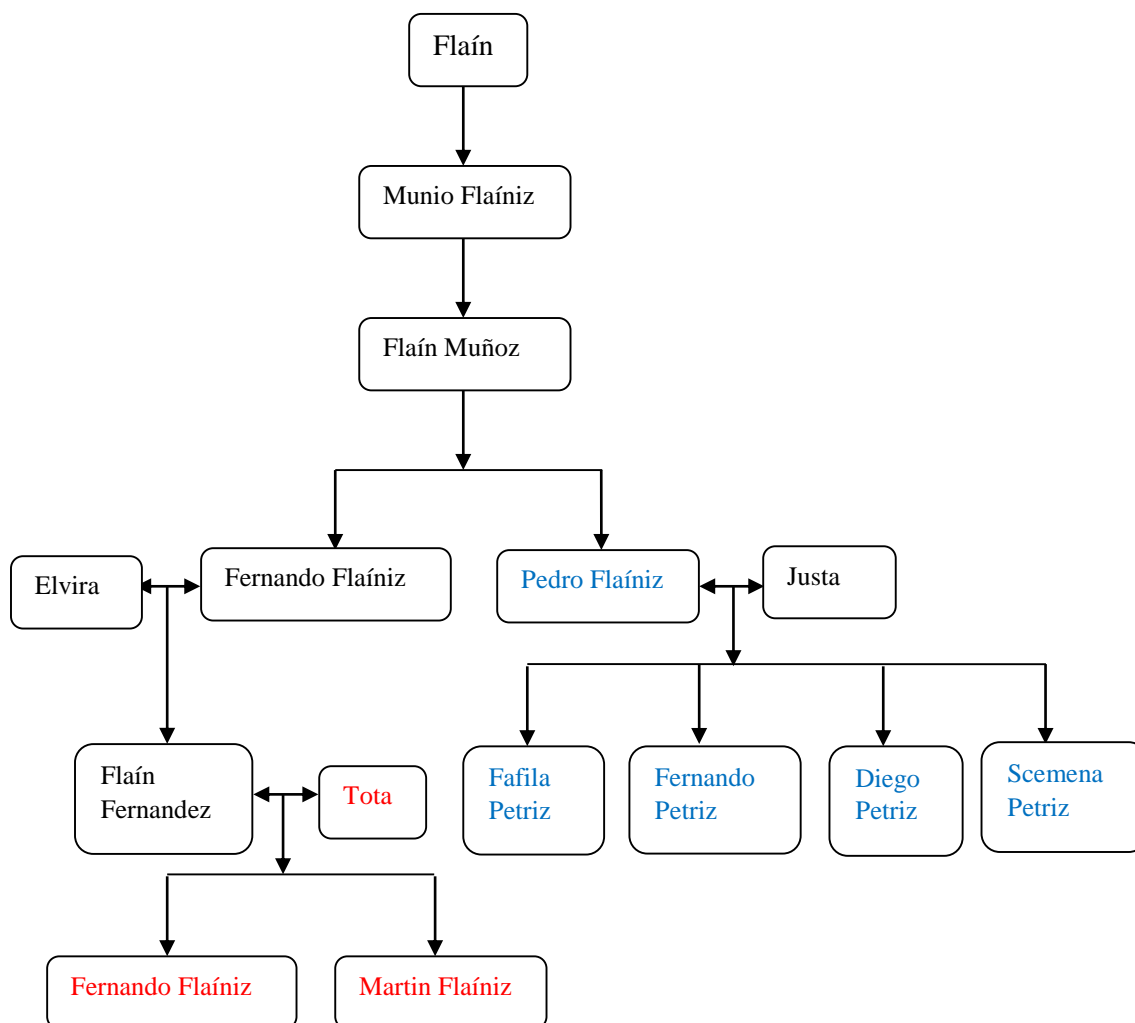 Flaín
Munio Flaíniz
Flaín Muñoz
Elvira
Fernando Flaíniz
Pedro Flaíniz
Justa
Flaín
Fernandez
Tota
Fafila
Petriz
Fernando
Petriz
Diego
Petriz
Scemena
Petriz
Fernando Flaíniz
Martin Flaíniz